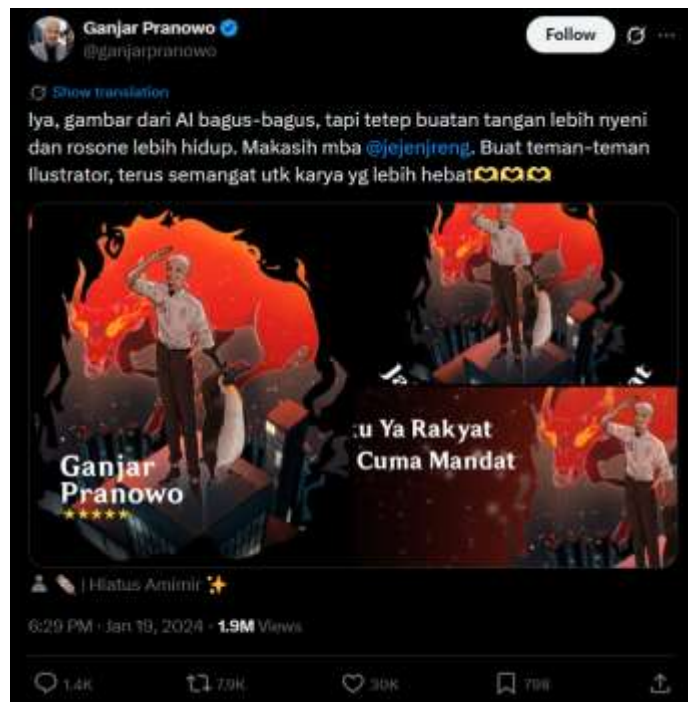 Ganjar Pranowo
@ganjarpranowo
Follow
Show translation
Iya, gambar dari AI bagus-bagus, tapi tetep buatan tangan lebih nyeni
dan rosone lebih hidup. Makasih mba @jejenjreng. Buat teman-teman
Ilustrator, terus semangat utk karya yg lebih hebat🫶🫶🫶
Ganjar
Pranowo
★★★★★
Ja
at
:u Ya Rakyat
Cuma Mandat
| Hiatus Amimir ✨
6:29 PM · Jan 19, 2024 · 1.9M Views
1.4K 7.9K 30K 798